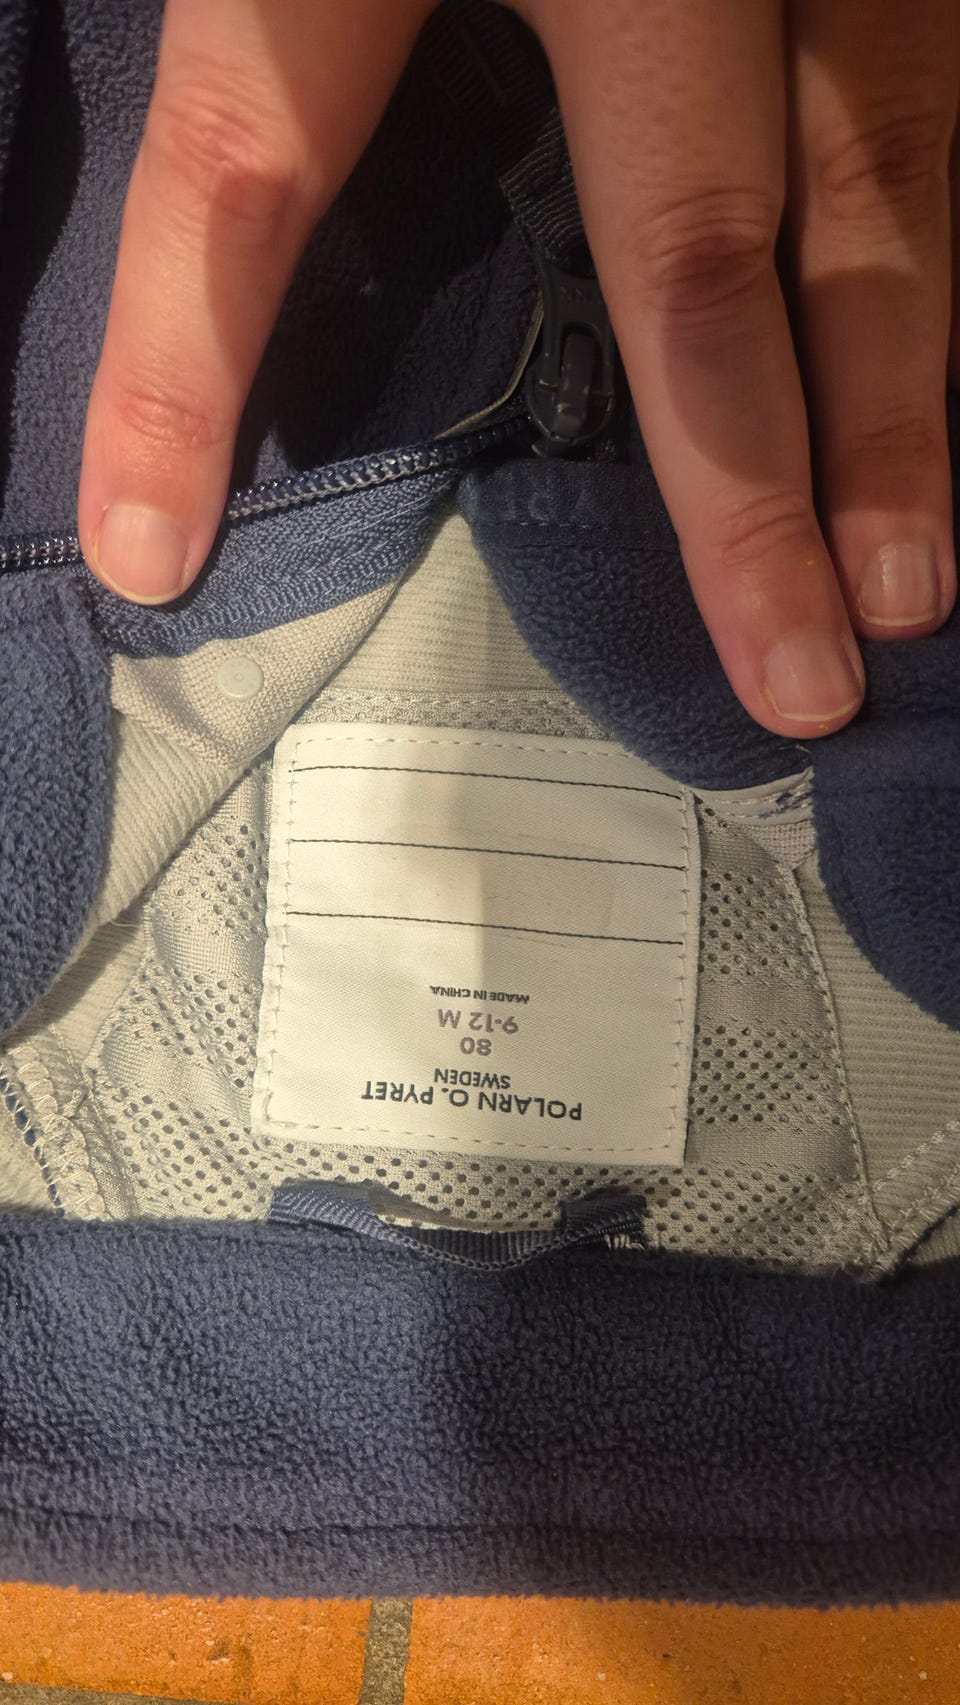 POLARN O. PYRET
SWEDEN
80
9-12 M
MADE IN CHINA